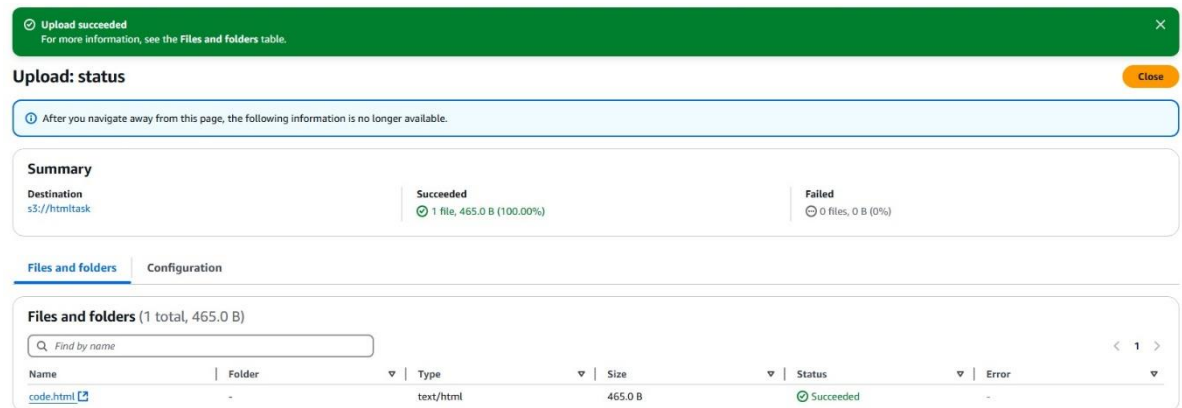 Upload succeeded
For more information, see the Files and folders table.
Upload: status
Close
After you navigate away from this page, the following information is no longer available.
Summary
Destination Succeeded Failed
s3://htmltask 1 file, 465.0 B (100.00%) 0 files, 0 B (0%)
Files and folders Configuration
Files and folders (1 total, 465.0 B)
Find by name
1
Name Folder Type Size Status Error
code.html - text/html 465.0 B Succeeded -